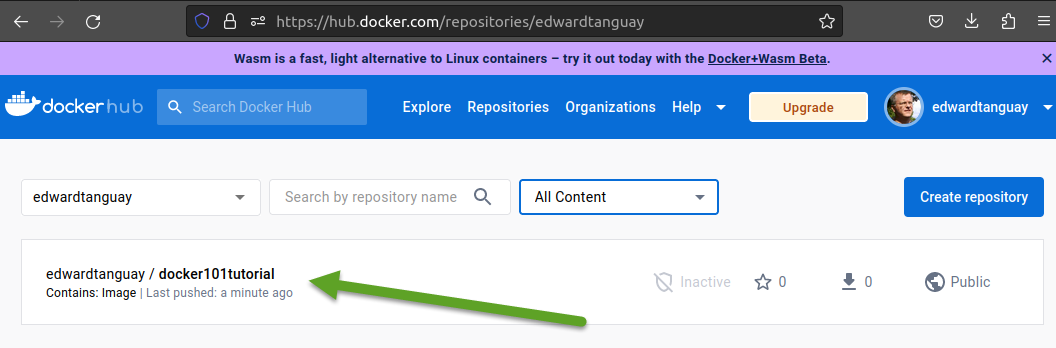 https://hub.docker.com/repositories/edwardtanguay
Wasm is a fast, light alternative to Linux containers – try it out today with the Docker+Wasm Beta.
dockerhub
Search Docker Hub
Explore
Repositories
Organizations
Help
Upgrade
edwardtanguay
edwardtanguay
Search by repository name
All Content
Create repository
edwardtanguay / docker101tutorial
Contains: Image | Last pushed: a minute ago
Inactive
0
0
Public